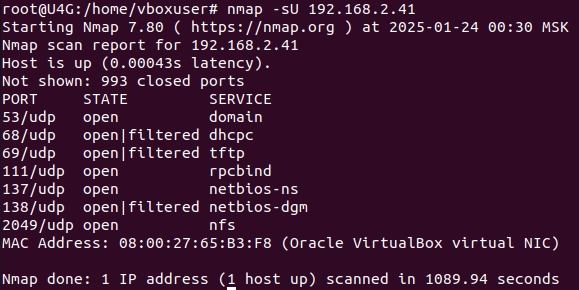 root@U4G:/home/vboxuser# nmap -sU 192.168.2.41
Starting Nmap 7.80 ( https://nmap.org ) at 2025-01-24 00:30 MSK
Nmap scan report for 192.168.2.41
Host is up (0.00043s latency).
Not shown: 993 closed ports
PORT     STATE         SERVICE
53/udp   open          domain
68/udp   open|filtered dhcpc
69/udp   open|filtered tftp
111/udp  open          rpcbind
137/udp  open          netbios-ns
138/udp  open|filtered netbios-dgm
2049/udp open          nfs
MAC Address: 08:00:27:65:B3:F8 (Oracle VirtualBox virtual NIC)
Nmap done: 1 IP address (1 host up) scanned in 1089.94 seconds